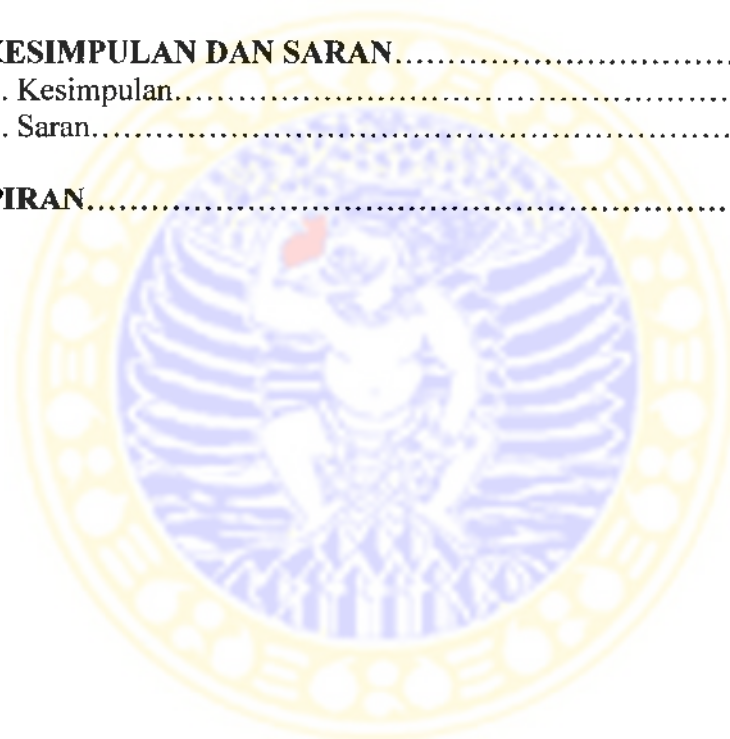 KESIMPULAN DAN SARAN..............................
. Kesimpulan..................................................
. Saran............................................................
PIRAN............................................................